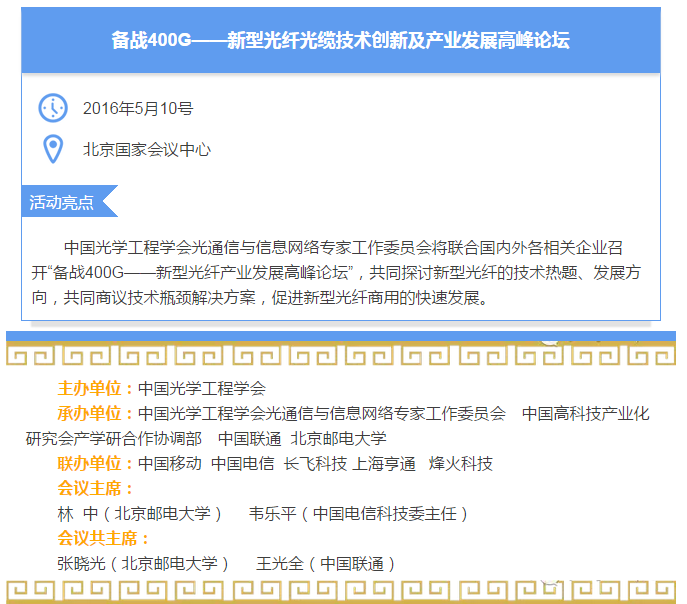 备战400G——新型光纤光缆技术创新及产业发展高峰论坛
2016年5月10号
北京国家会议中心
活动亮点
中国光学工程学会光通信与信息网络专家工作委员会将联合国内外各相关企业召
开“备战400G——新型光纤产业发展高峰论坛”，共同探讨新型光纤的技术热题、发展方
向，共同商议技术瓶颈解决方案，促进新型光纤商用的快速发展。
主办单位：中国光学工程学会
承办单位：中国光学工程学会光通信与信息网络专家工作委员会 中国高科技产业化
研究会产学研合作协调部 中国联通 北京邮电大学
联办单位：中国移动 中国电信 长飞科技 上海亨通 烽火科技
会议主席：
林 中（北京邮电大学） 韦乐平（中国电信科技委主任）
会议共主席：
张晓光（北京邮电大学） 王光全（中国联通）